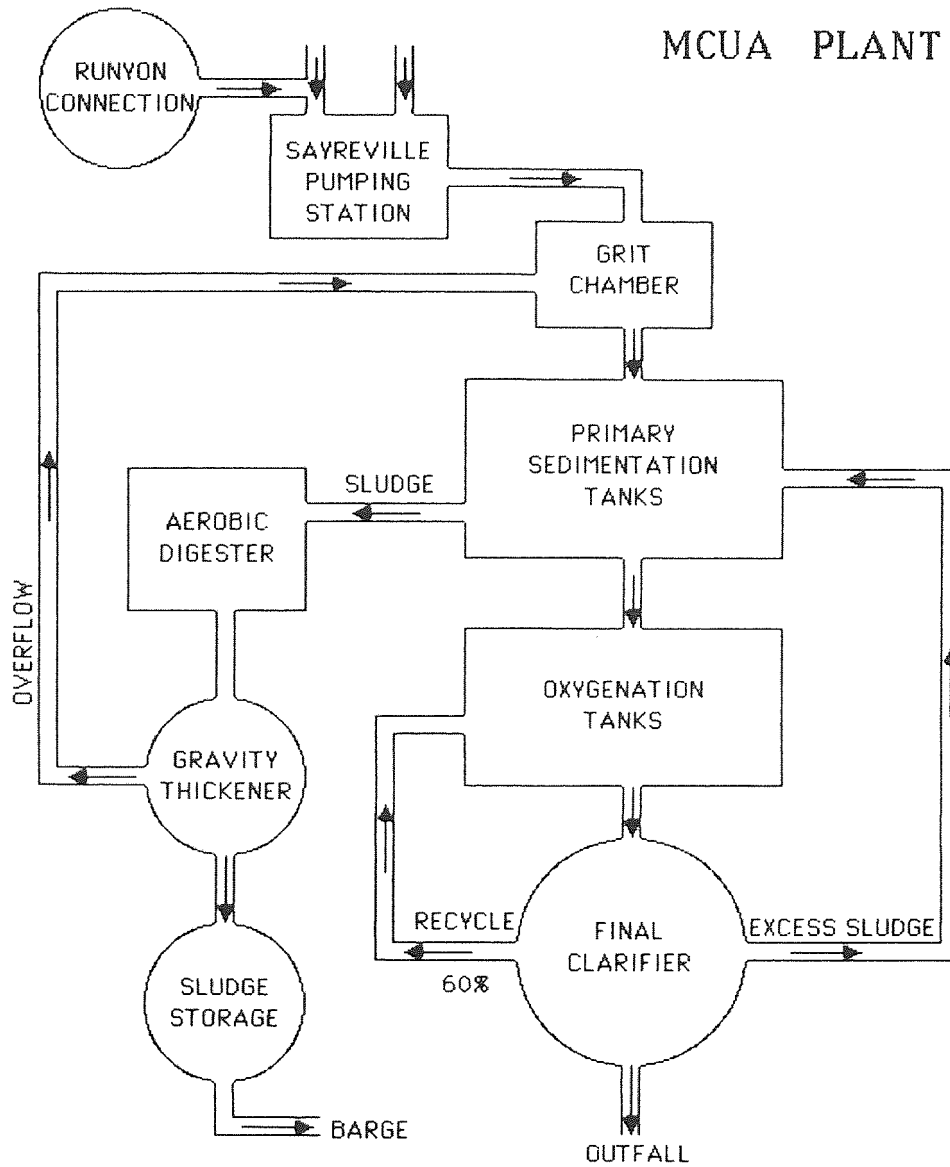 MCUA PLANT
RUNYON
CONNECTION
SAYREVILLE
PUMPING
STATION
GRIT
CHAMBER
PRIMARY
SEDIMENTATION
TANKS
SLUDGE
AEROBIC
DIGESTER
OVERFLOW
OXYGENATION
TANKS
GRAVITY
THICKENER
RECYCLE
60%
FINAL
CLARIFIER
EXCESS SLUDGE
SLUDGE
STORAGE
BARGE
OUTFALL